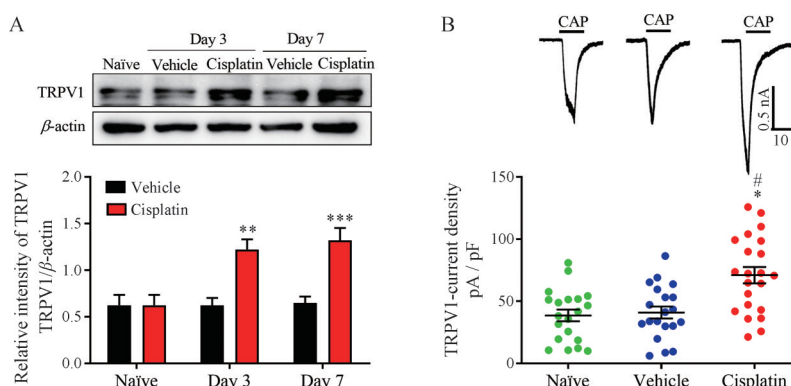 A
Day 3 Day 7
Naïve Vehicle Cisplatin Vehicle Cisplatin
TRPV1
β-actin
Relative intensity of TRPV1
TRPV1/β-actin
2.0
1.5
1.0
0.5
0.0
Vehicle
Cisplatin
**
***
Naïve Day 3 Day 7
B
CAP CAP CAP
0.5 nA
10
TRPV1-current density
pA / pF
150
100
50
0
#
*
Naïve Vehicle Cisplatin